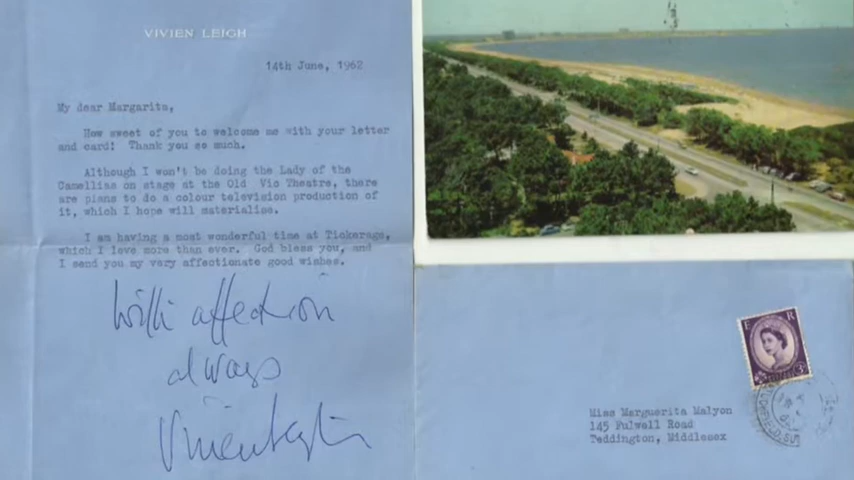 VIVIEN LEIGH
14th June, 1962
My dear Margarita,
How sweet of you to welcome me with your letter
and card! Thank you so much.
Although I won't be doing the Lady of the
Camellias on stage at the Old Vic Theatre, there
are plans to do a colour television production of
it, which I hope will materialise.
I am having a most wonderful time at Tickerage,
which I love more than ever. God bless you, and
I send you my very affectionate good wishes.
With affection
always
Vivien Leigh
E R
3D
Miss Marguerita Malyon
145 Fulwell Road
Teddington, Middlesex